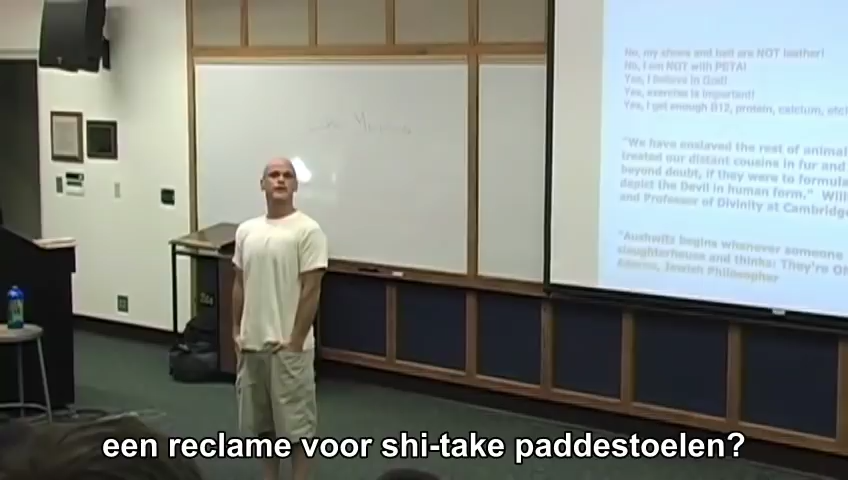 No, my shoes and belt are NOT leather!
No, I am NOT with PETA!
Yes, I believe in God!
Yes, exercise is important!
Yes, I get enough B12, protein, calcium, etc!
"We have enslaved the rest of animal
treated our distant cousins in fur and
beyond doubt, if they were to formula
depict the Devil in human form." Willi
and Professor of Divinity at Cambridge
"Aushwitz begins whenever someone
slaughterhouse and thinks: They're ON
Jewish Philosopher
een reclame voor shi-take paddestoelen?